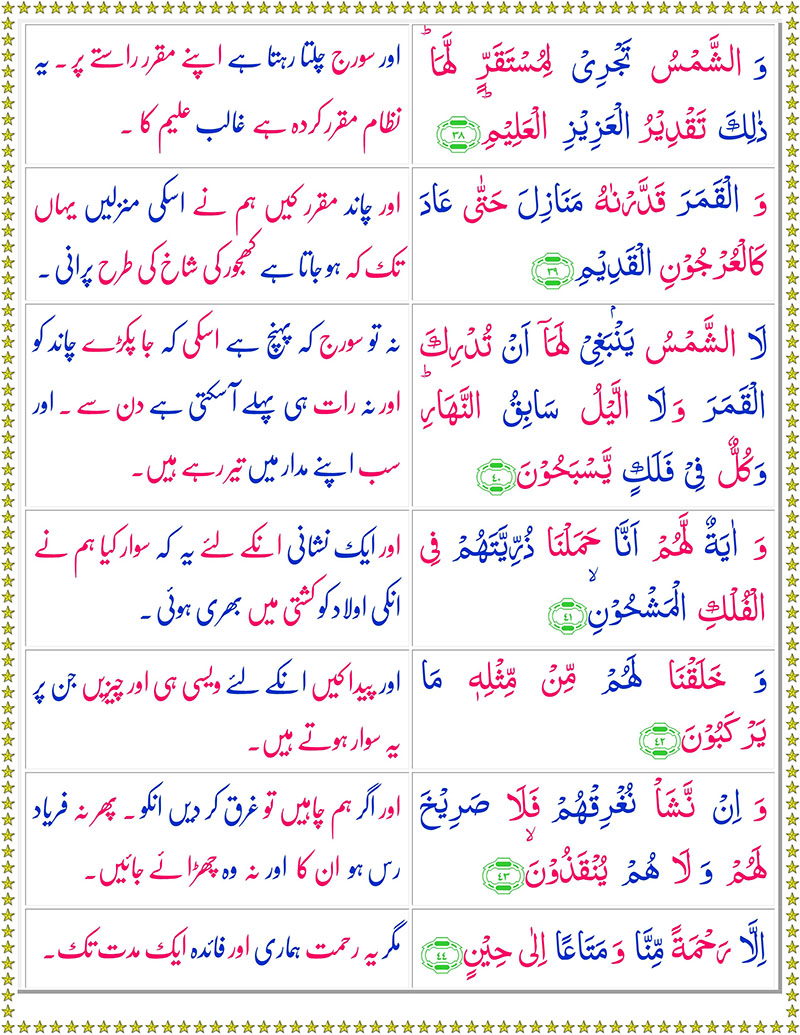 وَ الشَّمۡسُ تَجۡرِیۡ لِمُسۡتَقَرٍّ لَّہَا ؕ
ذٰلِکَ تَقۡدِیۡرُ الۡعَزِیۡزِ الۡعَلِیۡمِ ﴿ؕ۳۸﴾
اور سورج چلتا رہتا ہے اپنے مقرر راستے پر۔ یہ
نظام مقرر کردہ ہے غالب علیم کا ۔
وَ الۡقَمَرَ قَدَّرۡنٰہُ مَنَازِلَ حَتّٰی عَادَ
کَالۡعُرۡجُوۡنِ الۡقَدِیۡمِ ﴿۳۹﴾
اور چاند مقرر کیں ہم نے اسکی منزلیں یہاں
تک کہ ہو جاتا ہے کھجور کی شاخ کی طرح پرانی ۔
لَا الشَّمۡسُ یَنۡۢبَغِیۡ لَہَاۤ اَنۡ تُدۡرِکَ
الۡقَمَرَ وَ لَا الَّیۡلُ سَابِقُ النَّہَارِ ؕ
وَ کُلٌّ فِیۡ فَلَکٍ یَّسۡبَحُوۡنَ ﴿۴۰﴾
نہ تو سورج کہ پہنچ ہے اسکی کہ جا پکڑے چاند کو
اور نہ رات ہی پہلے آسکتی ہے دن سے ۔ اور
سب اپنے مدار میں تیر رہے ہیں۔
وَ اٰیَۃٌ لَّہُمۡ اَنَّا حَمَلۡنَا ذُرِّیَّتَہُمۡ فِی
الۡفُلۡکِ الۡمَشۡحُوۡنِ ﴿ۙ۴۱﴾
اور ایک نشانی انکے لئے یہ کہ سوار کیا ہم نے
انکی اولاد کو کشتی میں بھری ہوئی ۔
وَ خَلَقۡنَا لَہُمۡ مِّنۡ مِّثۡلِہٖ مَا
یَرۡکَبُوۡنَ ﴿۴۲﴾
اور پیدا کیں انکے لئے ویسی ہی اور چیزیں جن پر
یہ سوار ہوتے ہیں۔
وَ اِنۡ نَّشَاۡ نُغۡرِقۡہُمۡ فَلَا صَرِیۡخَ
لَہُمۡ وَ لَا ہُمۡ یُنۡقَذُوۡنَ ﴿ۙ۴۳﴾
اور اگر ہم چاہیں تو غرق کر دیں انکو ۔ پھر نہ فریاد
رس ہو ان کا اور نہ وہ چھڑائے جائیں۔
اِلَّا رَحۡمَۃً مِّنَّا وَ مَتَاعًا اِلٰی حِیۡنٍ ﴿۴۴﴾
مگر یہ رحمت ہماری اور فائدہ ایک مدت تک۔